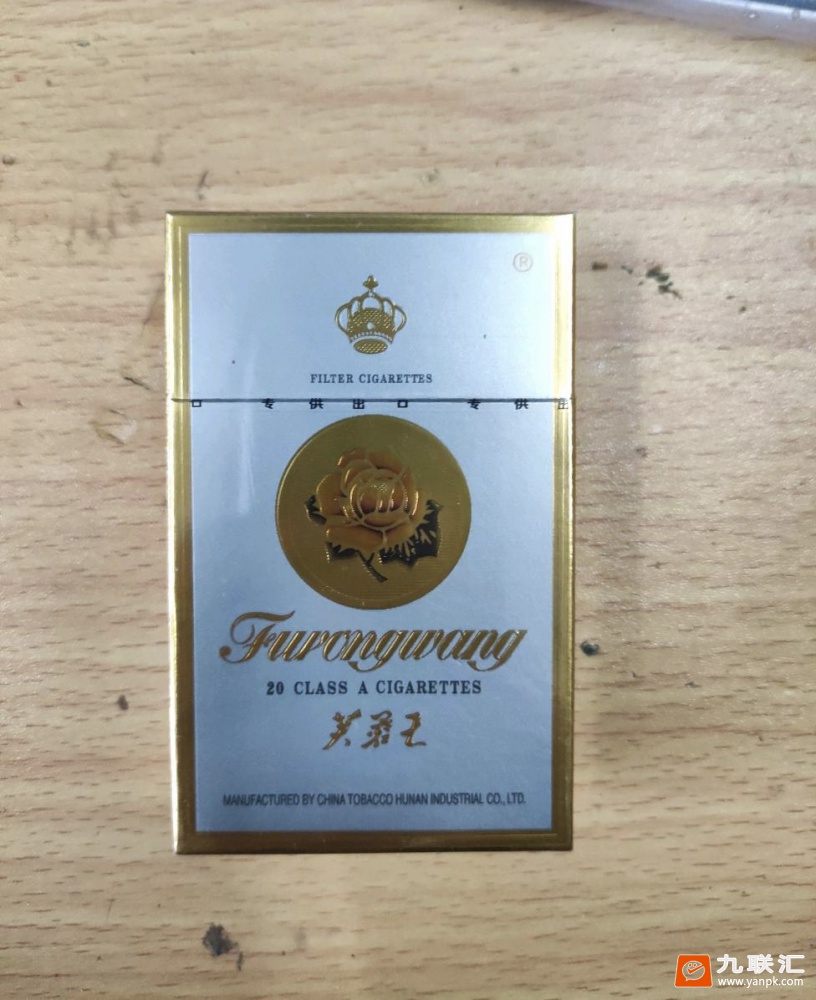 ®
FILTER CIGARETTES
口 专供出口 专供出
Furongwang
20 CLASS A CIGARETTES
芙蓉王
MANUFACTURED BY CHINA TOBACCO HUNAN INDUSTRIAL CO., LTD.
九联汇
www.yanpk.com